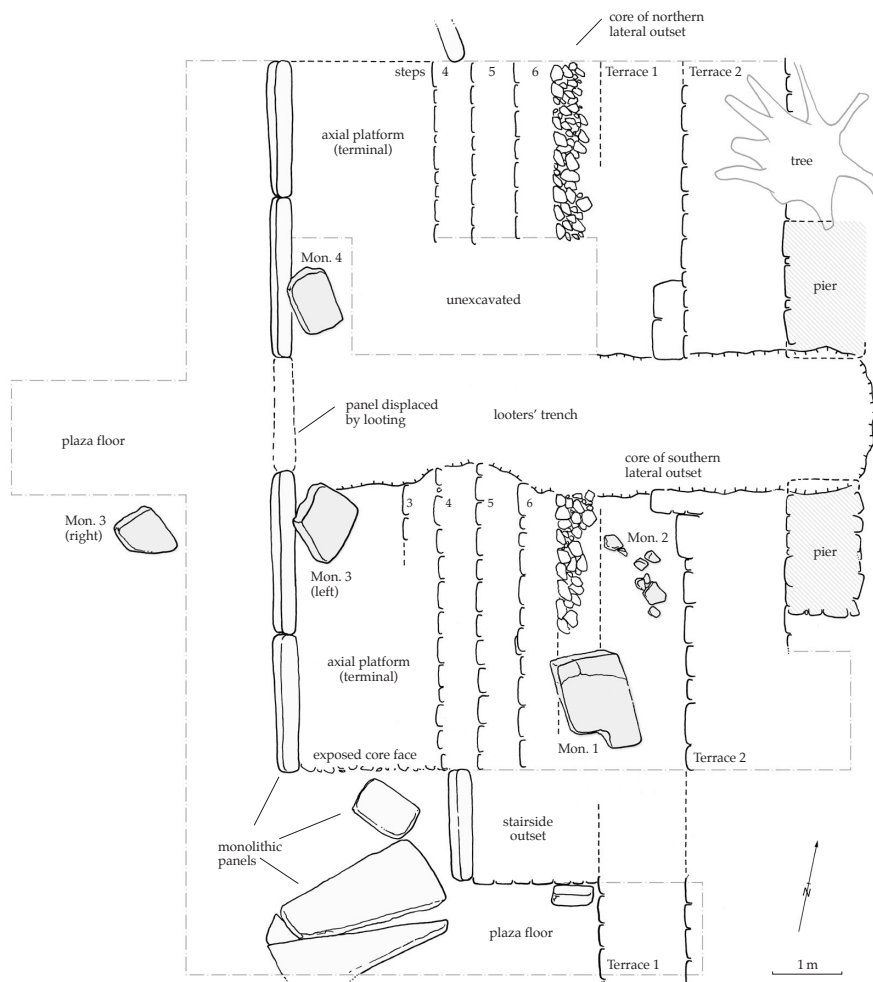 core of northern
lateral outset
steps 4 5 6
Terrace 1
Terrace 2
axial platform
(terminal)
tree
Mon. 4
unexcavated
pier
panel displaced
by looting
looters’ trench
plaza floor
core of southern
lateral outset
3 4 5 6
Mon. 3
(right)
Mon. 3
(left)
Mon. 2
pier
axial platform
(terminal)
Mon. 1
exposed core face
Terrace 2
monolithic
panels
stairside
outset
N
plaza floor
Terrace 1
1 m